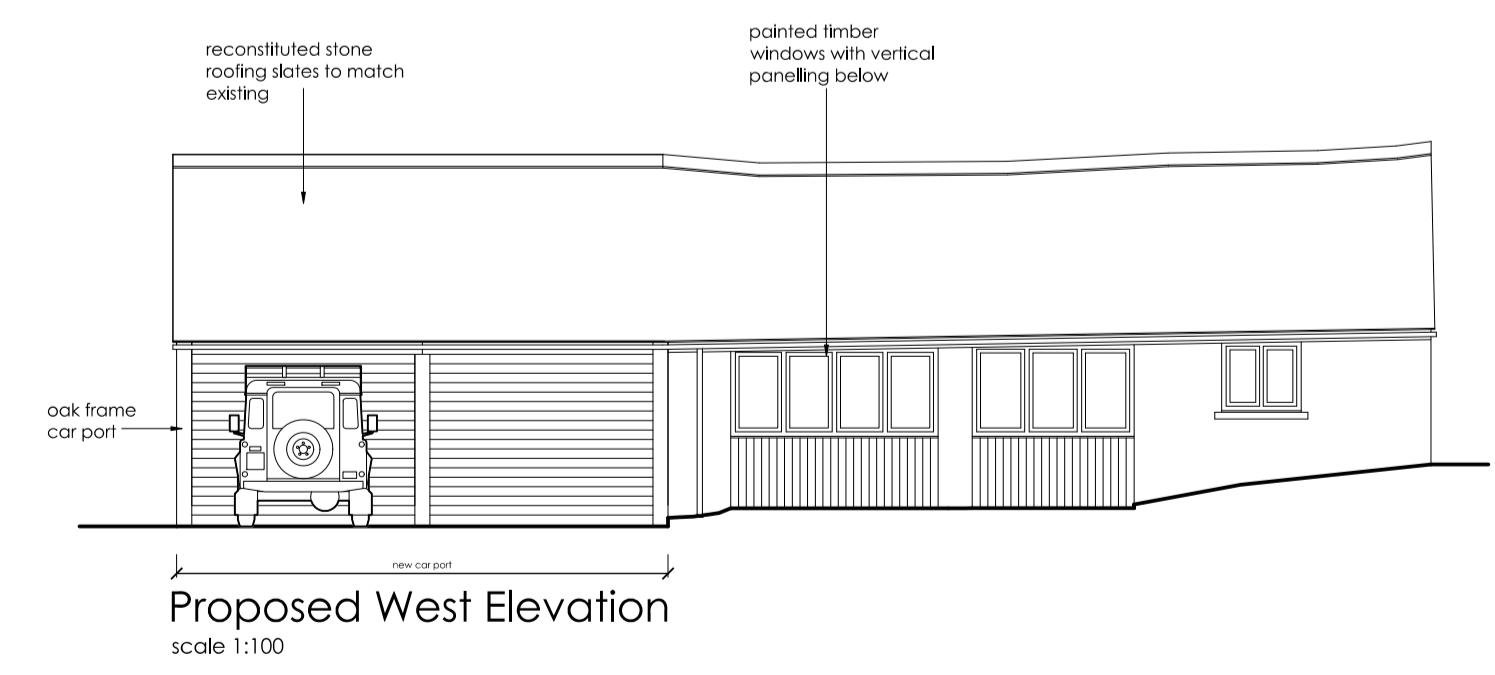 reconstituted stone
roofing slates to match
existing
painted timber
windows with vertical
panelling below
oak frame
car port
new car port
Proposed West Elevation
scale 1:100